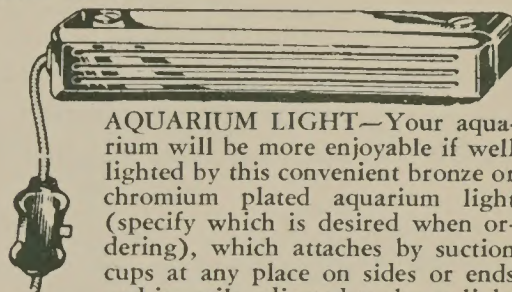 AQUARIUM LIGHT—Your aqua-
rium will be more enjoyable if well
lighted by this convenient bronze or
chromium plated aquarium light
(specify which is desired when or-
dering), which attaches by suction
cups at any place on sides or ends